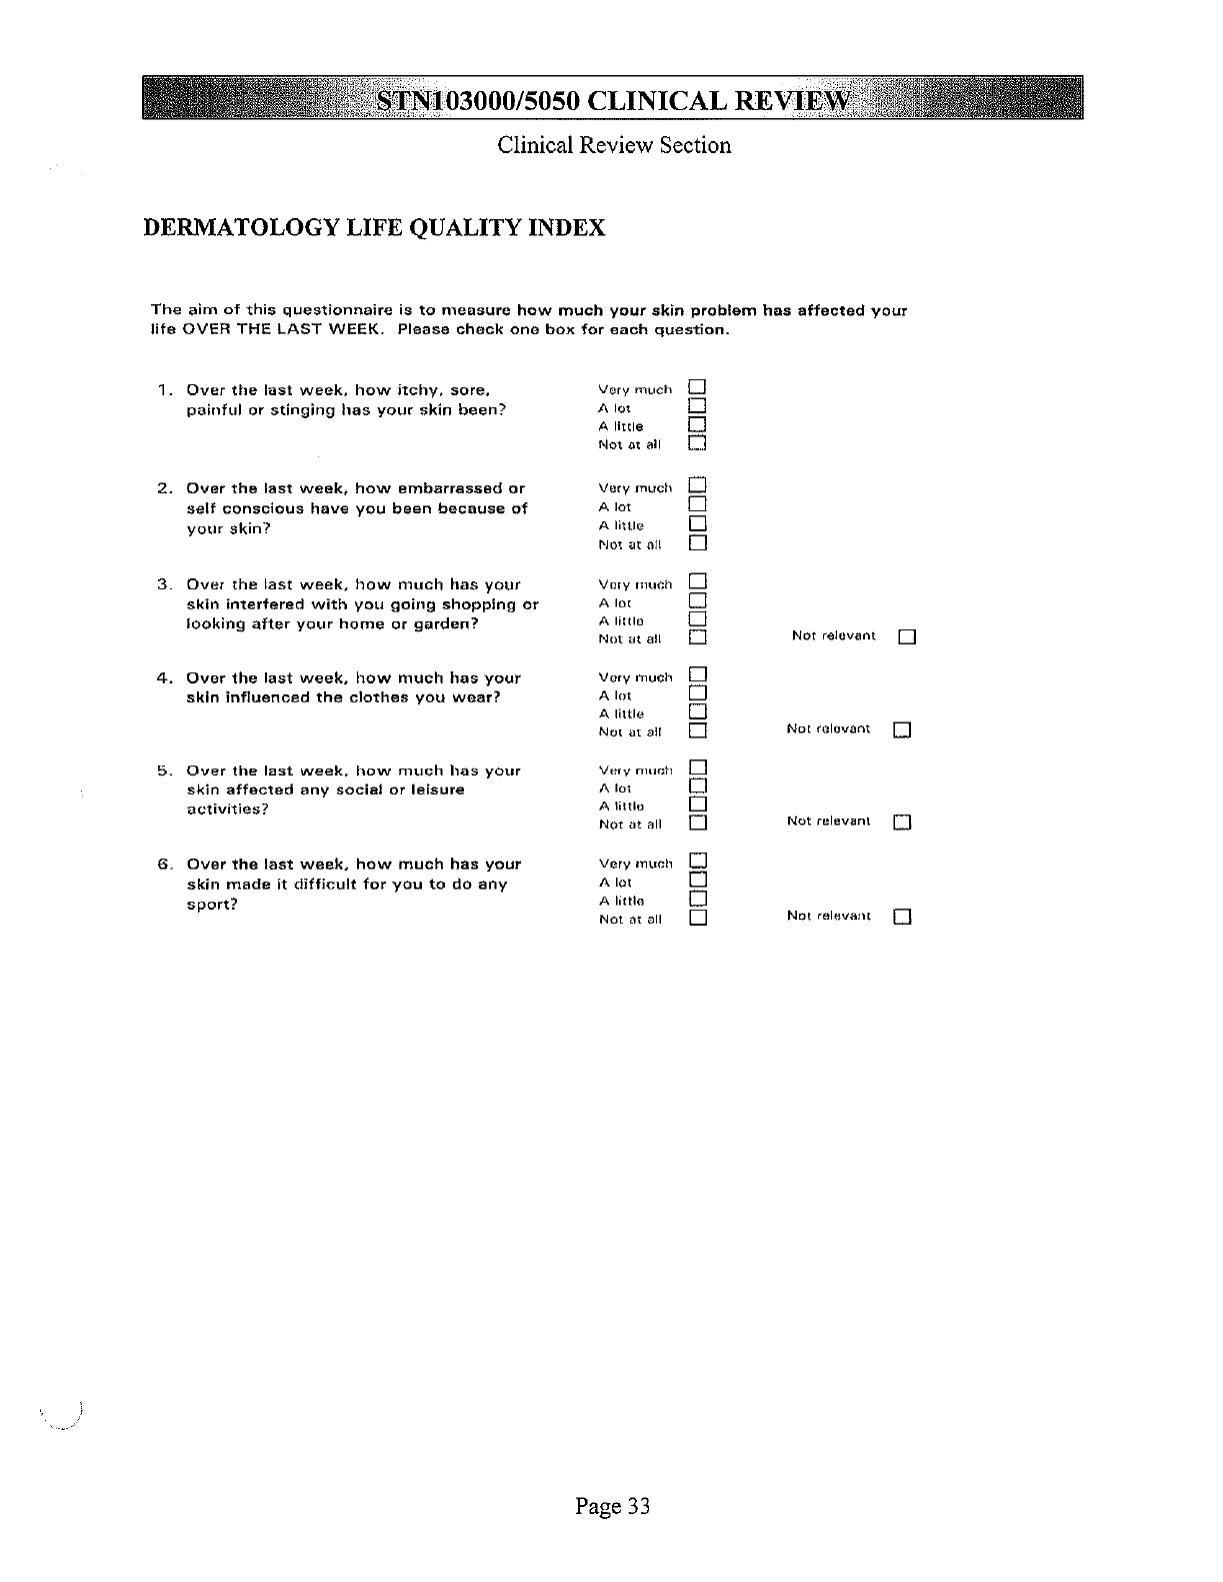 STN103000/5050 CLINICAL REVIEW
Clinical Review Section
DERMATOLOGY LIFE QUALITY INDEX
The aim of this questionnaire is to measure how much your skin problem has affected your
life OVER THE LAST WEEK. Please check one box for each question.
1. Over the last week, how itchy, sore,
painful or stinging has your skin been?
Very much
A lot
A little
Not at all
2. Over the last week, how embarrassed or
self conscious have you been because of
your skin?
Very much
A lot
A little
Not at all
3. Over the last week, how much has your
skin interfered with you going shopping or
looking after your home or garden?
Very much
A lot
A little
Not at all
Not relevant
4. Over the last week, how much has your
skin influenced the clothes you wear?
Very much
A lot
A little
Not at all
Not relevant
5. Over the last week, how much has your
skin affected any social or leisure
activities?
Very much
A lot
A little
Not at all
Not relevant
6. Over the last week, how much has your
skin made it difficult for you to do any
sport?
Very much
A lot
A little
Not at all
Not relevant
Page 33